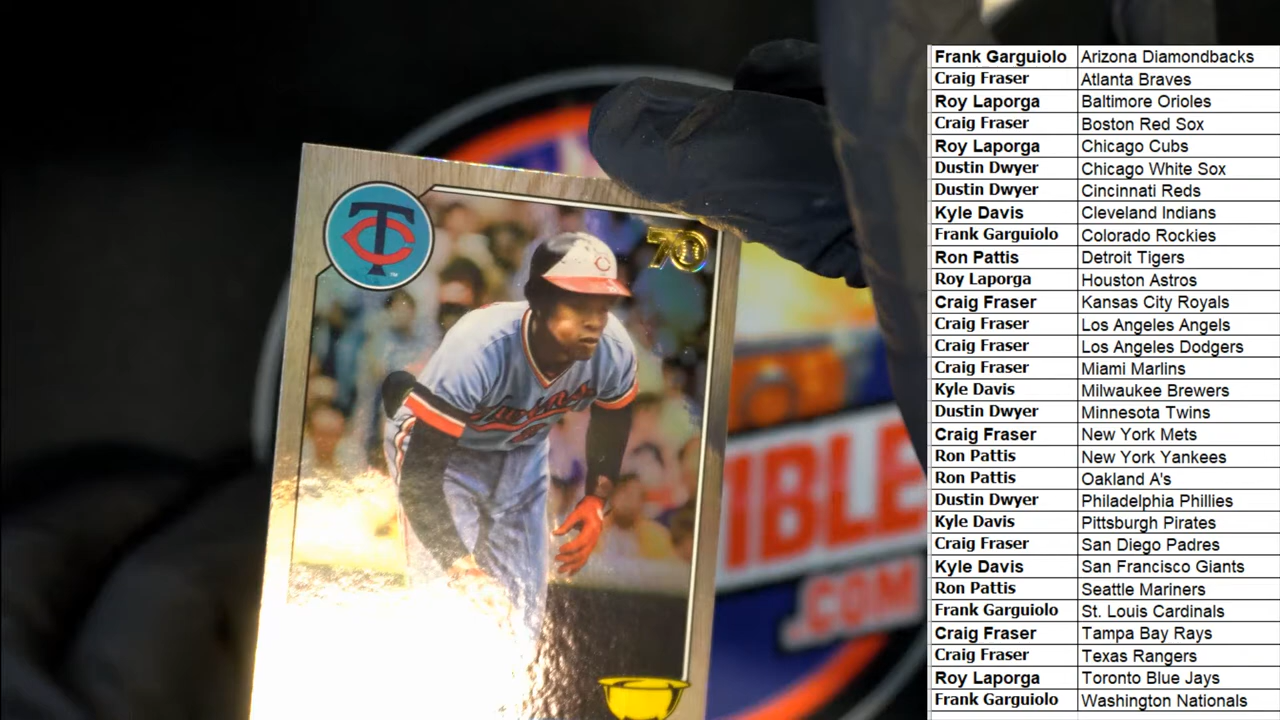 TC
TM
70
C
Twins
IBLE
.COM
Frank Garguiolo Arizona Diamondbacks
Craig Fraser Atlanta Braves
Roy Laporga Baltimore Orioles
Craig Fraser Boston Red Sox
Roy Laporga Chicago Cubs
Dustin Dwyer Chicago White Sox
Dustin Dwyer Cincinnati Reds
Kyle Davis Cleveland Indians
Frank Garguiolo Colorado Rockies
Ron Pattis Detroit Tigers
Roy Laporga Houston Astros
Craig Fraser Kansas City Royals
Craig Fraser Los Angeles Angels
Craig Fraser Los Angeles Dodgers
Craig Fraser Miami Marlins
Kyle Davis Milwaukee Brewers
Dustin Dwyer Minnesota Twins
Craig Fraser New York Mets
Ron Pattis New York Yankees
Ron Pattis Oakland A's
Dustin Dwyer Philadelphia Phillies
Kyle Davis Pittsburgh Pirates
Craig Fraser San Diego Padres
Kyle Davis San Francisco Giants
Ron Pattis Seattle Mariners
Frank Garguiolo St. Louis Cardinals
Craig Fraser Tampa Bay Rays
Craig Fraser Texas Rangers
Roy Laporga Toronto Blue Jays
Frank Garguiolo Washington Nationals